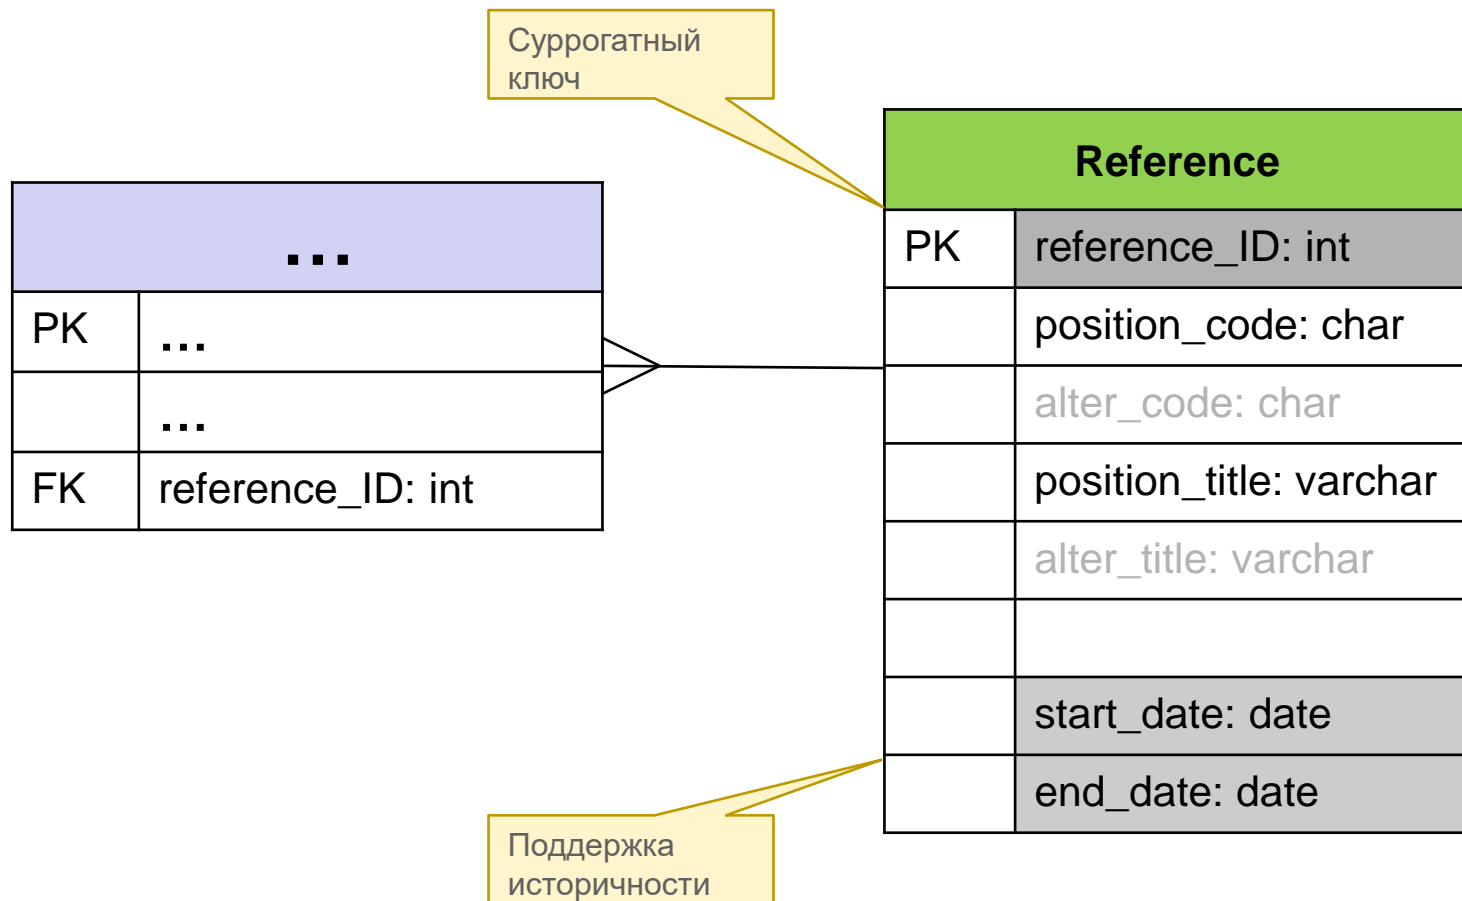 Суррогатный
ключ
...
PK ...
...
FK reference_ID: int
Reference
PK reference_ID: int
position_code: char
alter_code: char
position_title: varchar
alter_title: varchar
start_date: date
end_date: date
Поддержка
историчности